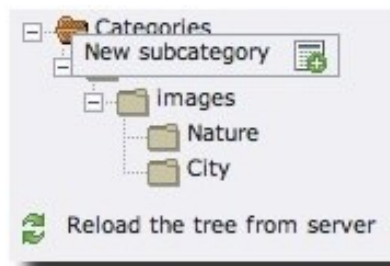 Categories
New subcategory
images
Nature
City
Reload the tree from server